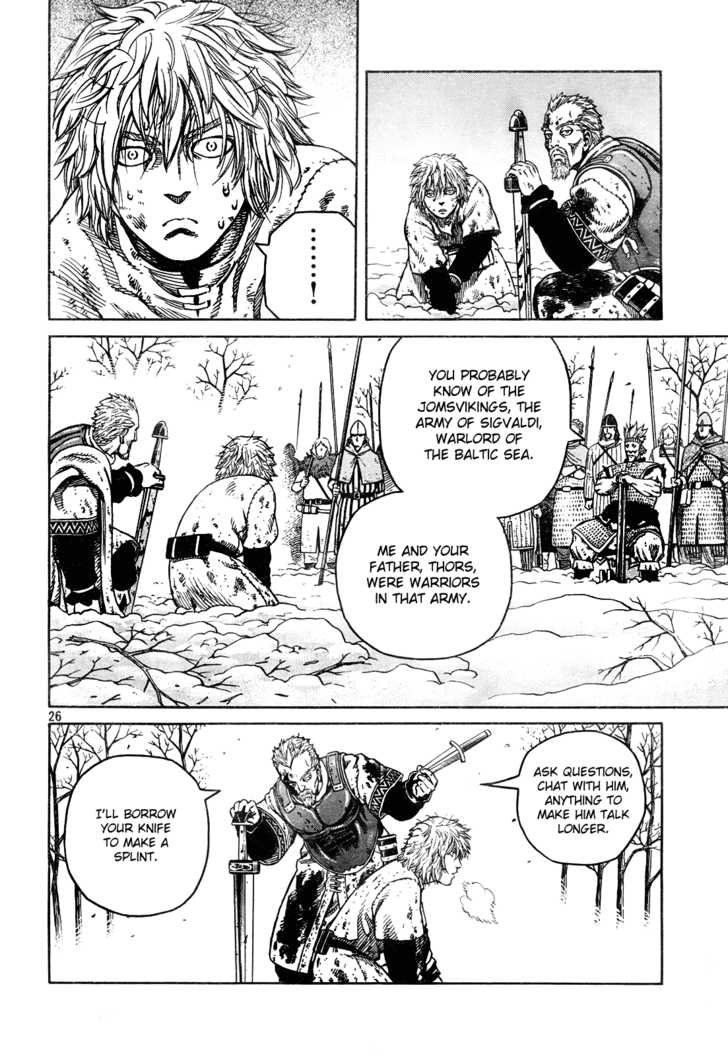 ......!
YOU PROBABLY
KNOW OF THE
JOMSVIKINGS, THE
ARMY OF SIGVALDI,
WARLORD OF
THE BALTIC SEA.
ME AND YOUR
FATHER, THORS,
WERE WARRIORS
IN THAT ARMY.
26
ASK QUESTIONS,
CHAT WITH HIM,
ANYTHING TO
MAKE HIM TALK
LONGER.
I'LL BORROW
YOUR KNIFE
TO MAKE A
SPLINT.